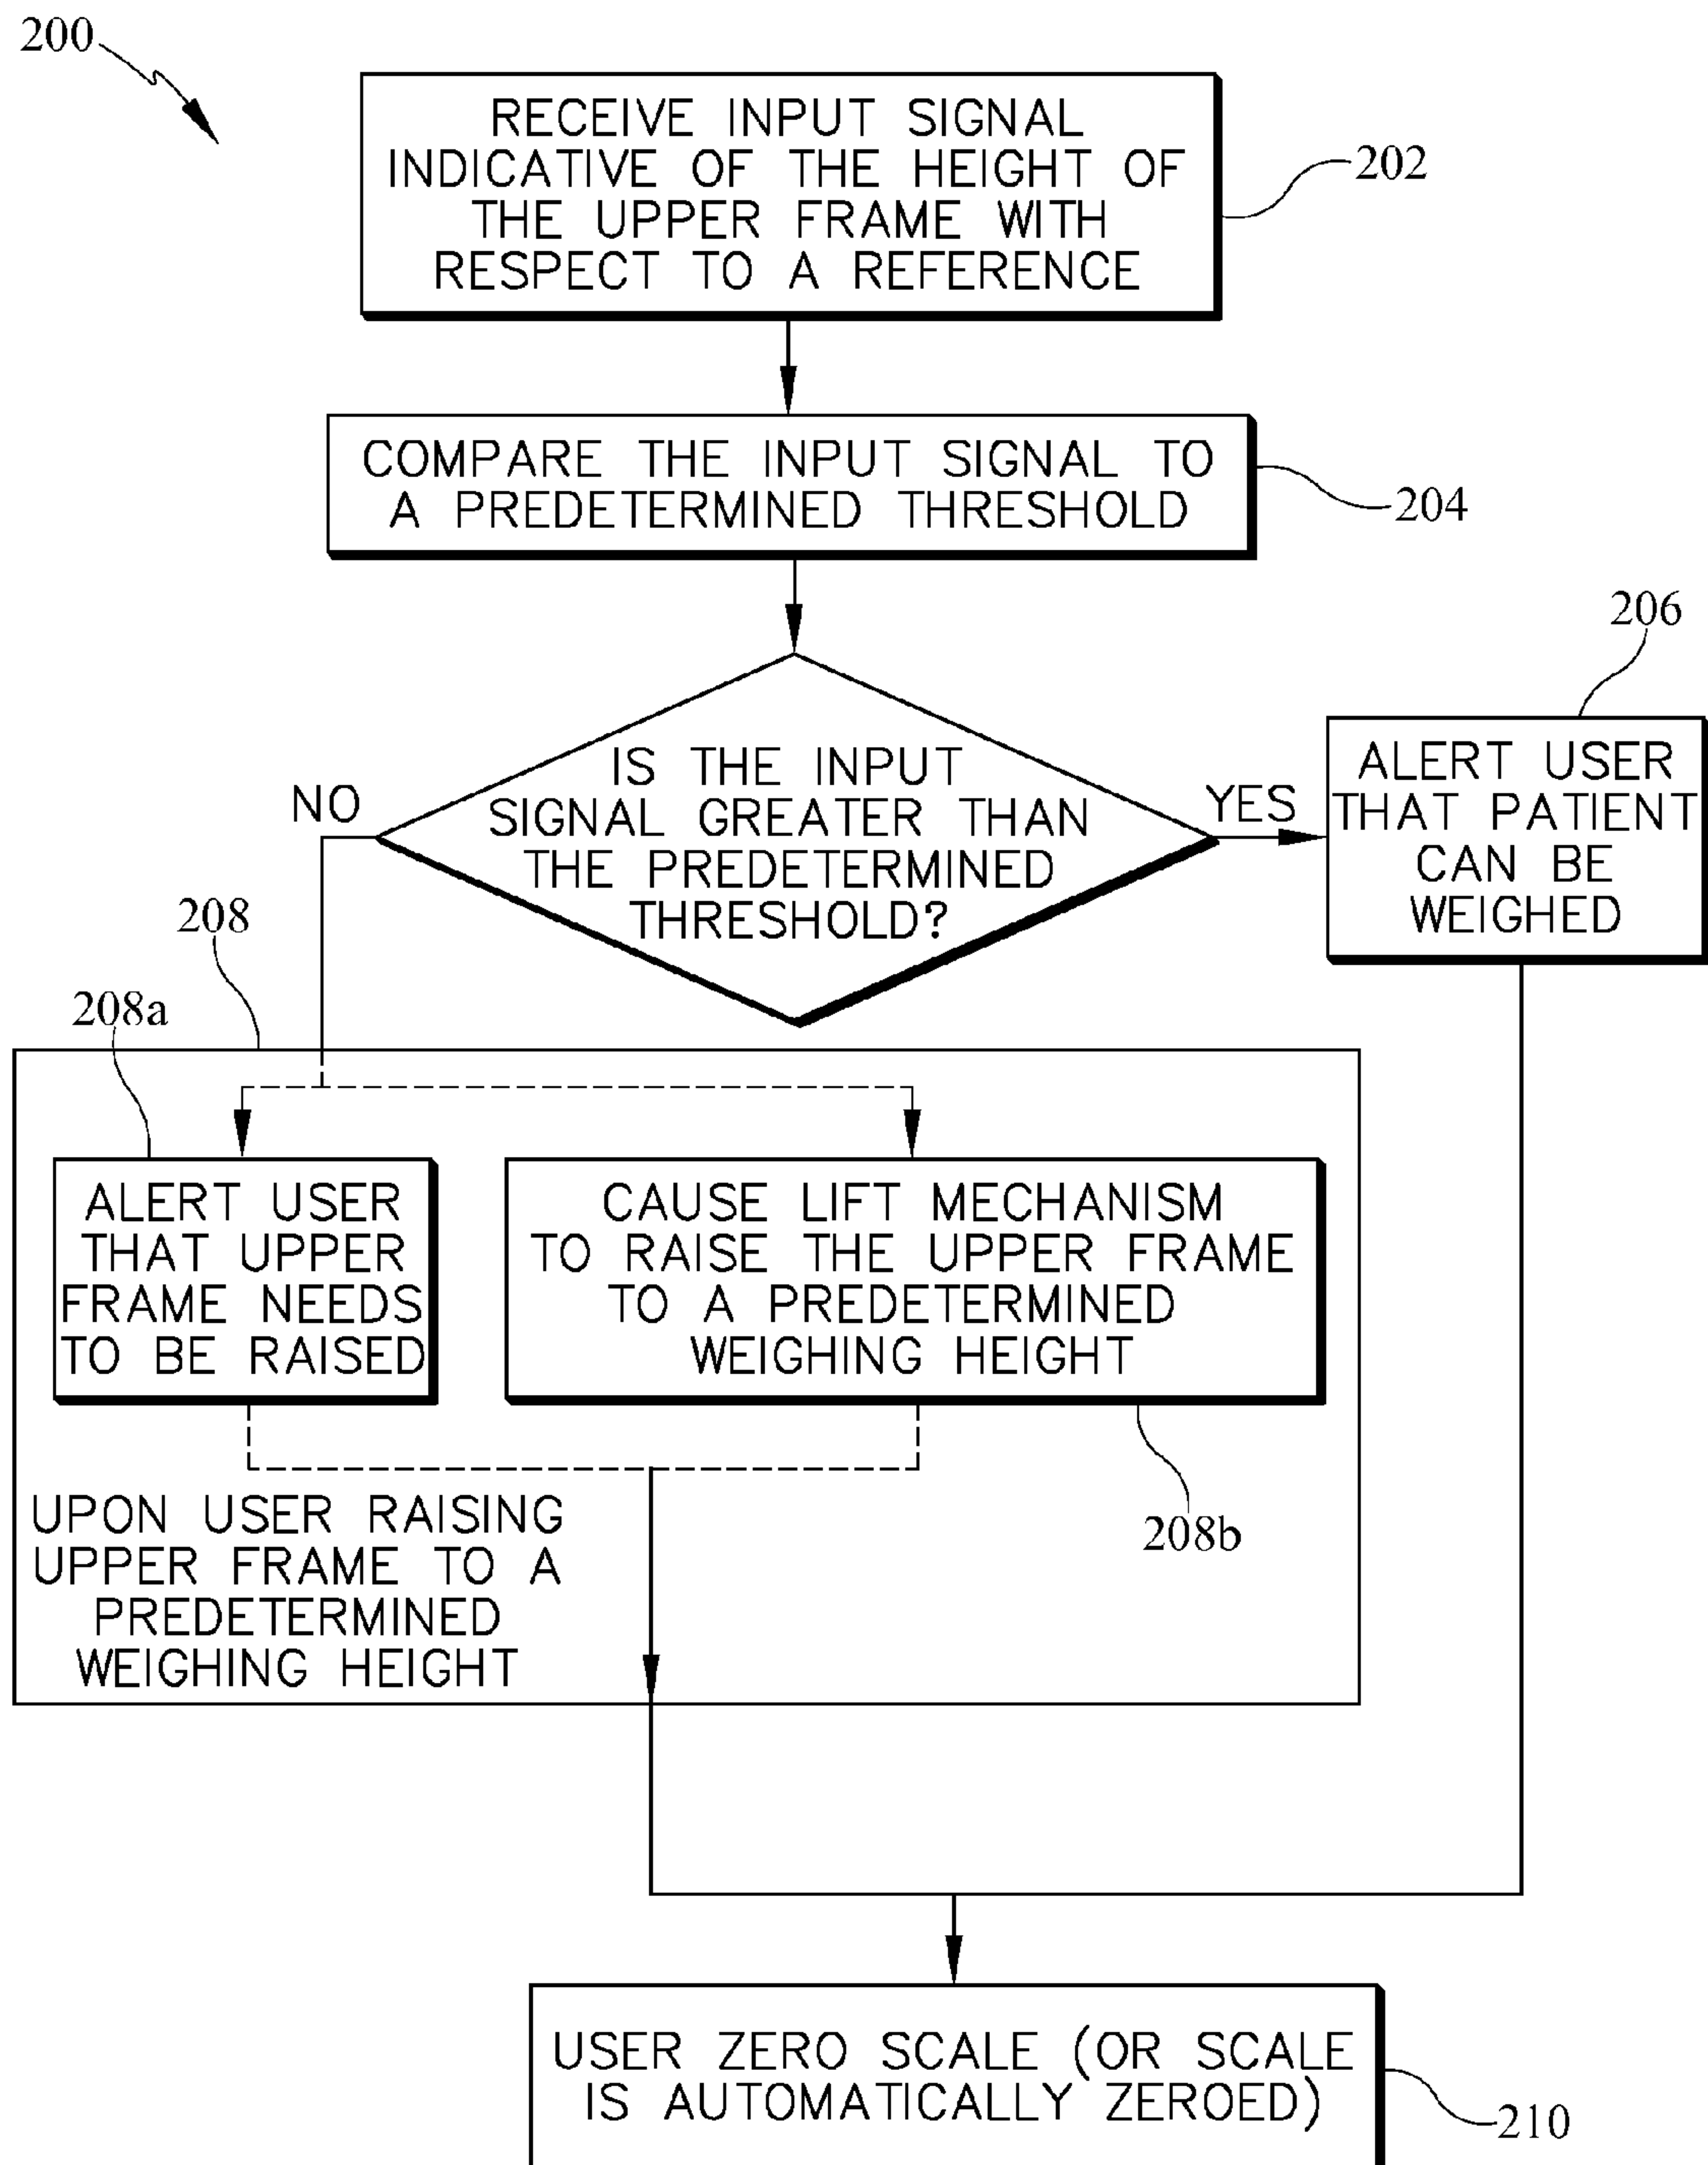 200
RECEIVE INPUT SIGNAL
INDICATIVE OF THE HEIGHT OF
THE UPPER FRAME WITH
RESPECT TO A REFERENCE
202
COMPARE THE INPUT SIGNAL TO
A PREDETERMINED THRESHOLD
204
IS THE INPUT
SIGNAL GREATER THAN
THE PREDETERMINED
THRESHOLD?
NO
YES
206
ALERT USER
THAT PATIENT
CAN BE
WEIGHED
208
208a
ALERT USER
THAT UPPER
FRAME NEEDS
TO BE RAISED
CAUSE LIFT MECHANISM
TO RAISE THE UPPER FRAME
TO A PREDETERMINED
WEIGHING HEIGHT
208b
UPON USER RAISING
UPPER FRAME TO A
PREDETERMINED
WEIGHING HEIGHT
USER ZERO SCALE (OR SCALE
IS AUTOMATICALLY ZEROED)
210